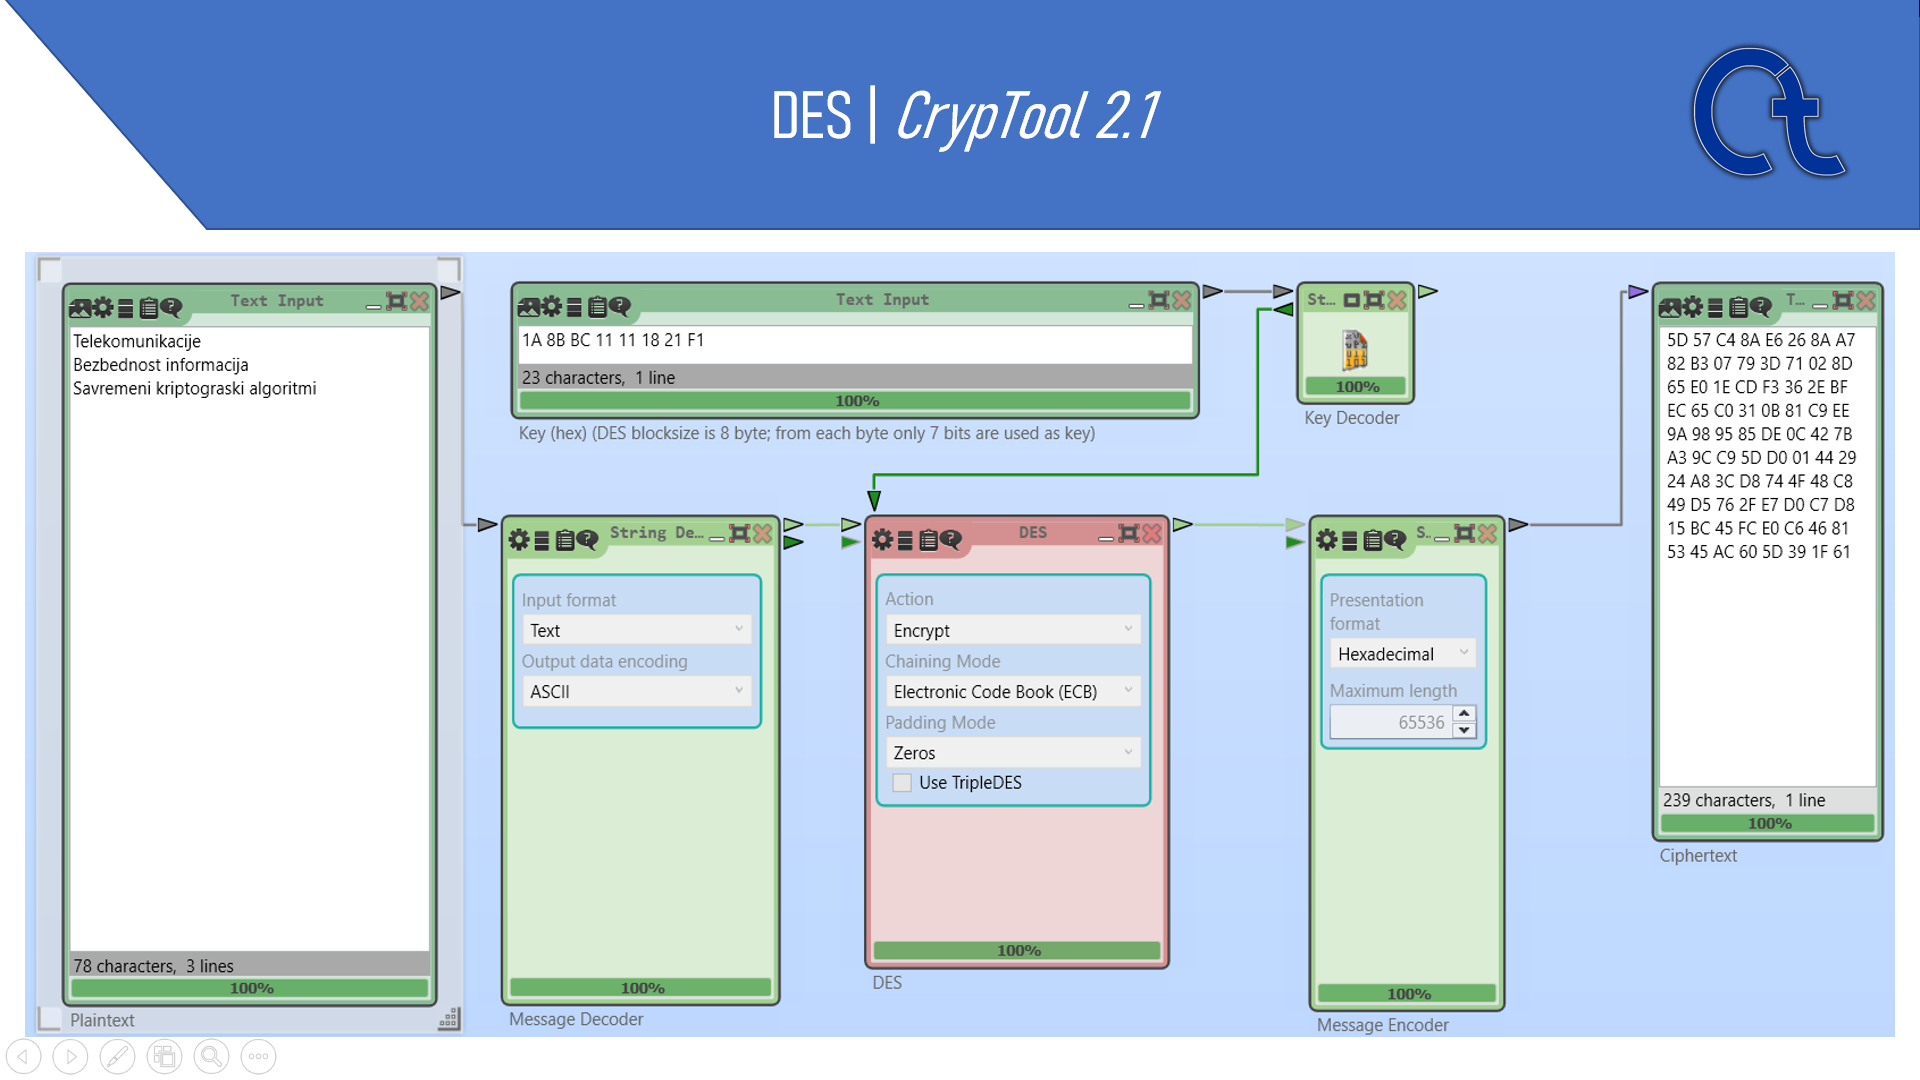 DES | CrypTool 2.1
Ct
Text Input
Telekomunikacije
Bezbednost informacija
Savremeni kriptograski algoritmi
78 characters,  3 lines
100%
Plaintext
Text Input
1A 8B BC 11 11 18 21 F1
23 characters,  1 line
100%
Key (hex) (DES blocksize is 8 byte; from each byte only 7 bits are used as key)
St...
100%
Key Decoder
String De...
Input format
Text
Output data encoding
ASCII
100%
Message Decoder
DES
Action
Encrypt
Chaining Mode
Electronic Code Book (ECB)
Padding Mode
Zeros
Use TripleDES
100%
DES
S...
Presentation
format
Hexadecimal
Maximum length
65536
100%
Message Encoder
T...
5D 57 C4 8A E6 26 8A A7
82 B3 07 79 3D 71 02 8D
65 E0 1E CD F3 36 2E BF
EC 65 C0 31 0B 81 C9 EE
9A 98 95 85 DE 0C 42 7B
A3 9C C9 5D D0 01 44 29
24 A8 3C D8 74 4F 48 C8
49 D5 76 2F E7 D0 C7 D8
15 BC 45 FC E0 C6 46 81
53 45 AC 60 5D 39 1F 61
239 characters,  1 line
100%
Ciphertext